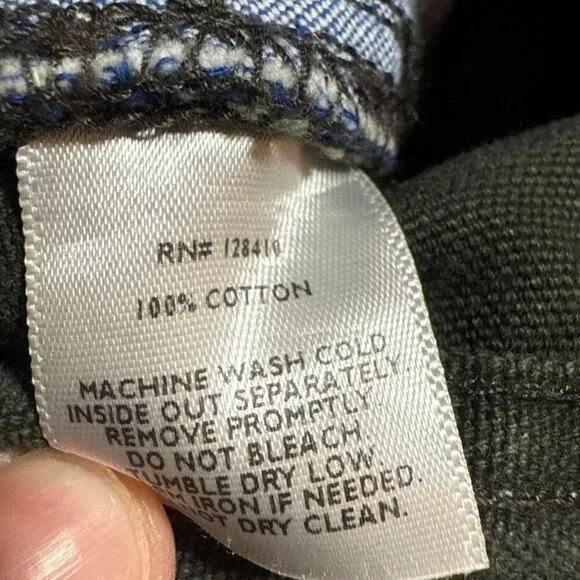 RN# 128410
100% COTTON
MACHINE WASH COLD
INSIDE OUT SEPARATELY.
REMOVE PROMPTLY
DO NOT BLEACH.
TUMBLE DRY LOW.
IRON IF NEEDED.
DRY CLEAN.